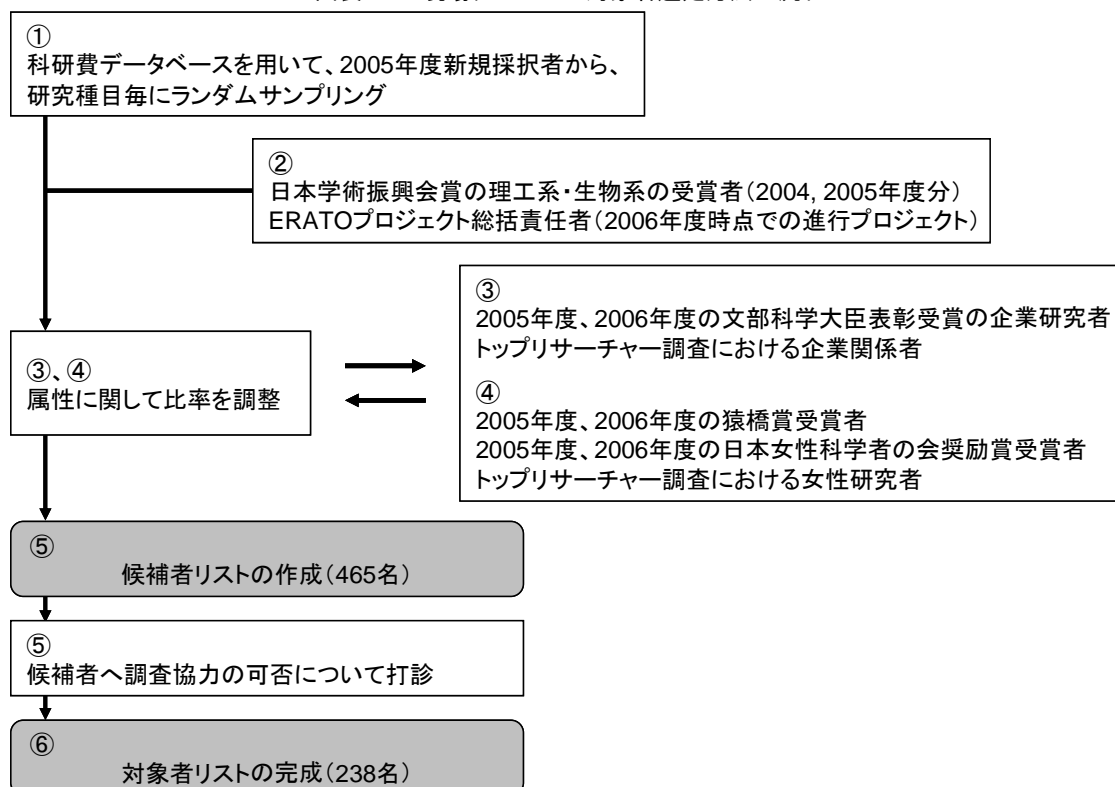 ①
科研費データベースを用いて、2005年度新規採択者から、
研究種目毎にランダムサンプリング
②
日本学術振興会賞の理工系・生物系の受賞者(2004, 2005年度分)
ERATOプロジェクト総括責任者(2006年度時点での進行プロジェクト)
③
2005年度、2006年度の文部科学大臣表彰受賞の企業研究者
トップリサーチャー調査における企業関係者
④
2005年度、2006年度の猿橋賞受賞者
2005年度、2006年度の日本女性科学者の会奨励賞受賞者
トップリサーチャー調査における女性研究者
③、④
属性に関して比率を調整
⑤
候補者リストの作成(465名)
⑤
候補者へ調査協力の可否について打診
⑥
対象者リストの完成(238名)